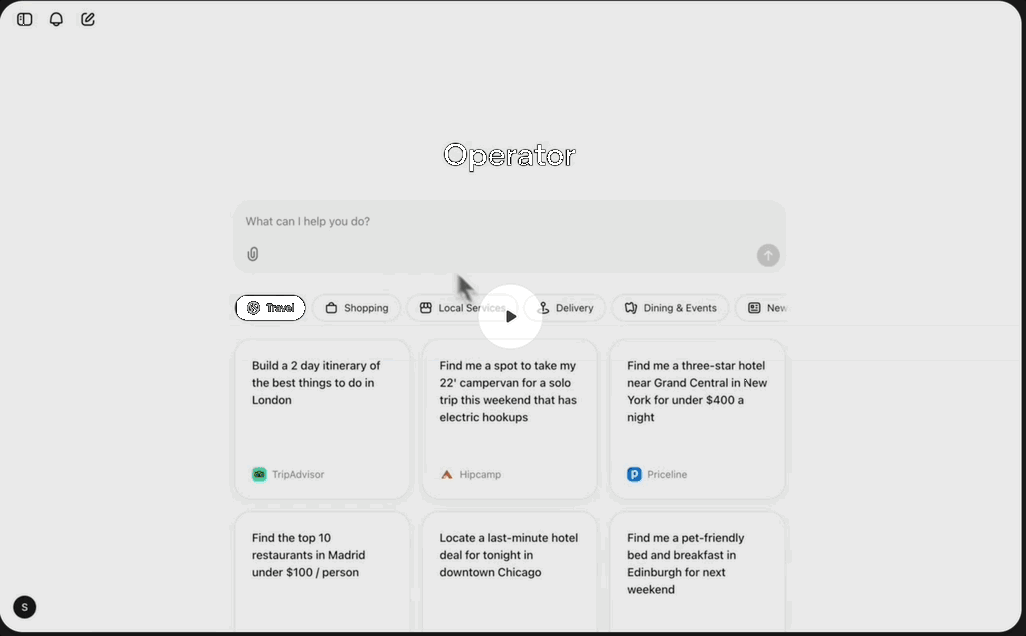 Operator
What can I help you do?
Travel
Shopping
Local Services
Delivery
Dining & Events
New
Build a 2 day itinerary of
the best things to do in
London
TripAdvisor
Find me a spot to take my
22' campervan for a solo
trip this weekend that has
electric hookups
Hipcamp
Find me a three-star hotel
near Grand Central in New
York for under $400 a
night
Priceline
Find the top 10
restaurants in Madrid
under $100 / person
Locate a last-minute hotel
deal for tonight in
downtown Chicago
Find me a pet-friendly
bed and breakfast in
Edinburgh for next
weekend
S